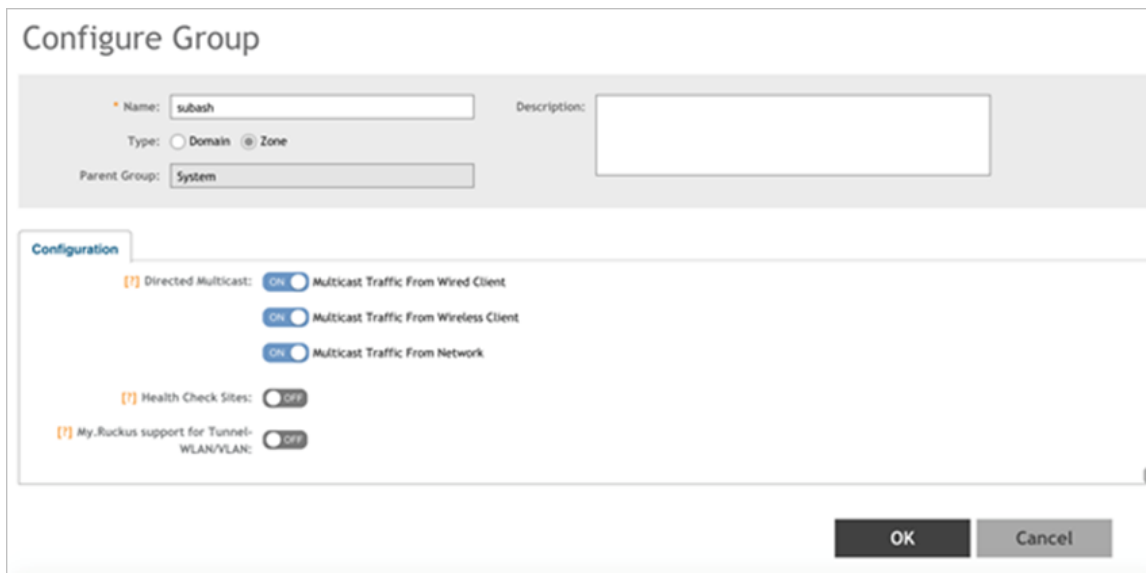 Configure Group
* Name: subash Description:
Type: Domain Zone
Parent Group: System
Configuration
[?] Directed Multicast: ON Multicast Traffic From Wired Client
ON Multicast Traffic From Wireless Client
ON Multicast Traffic From Network
[?] Health Check Sites: OFF
[?] My.Ruckus support for Tunnel-
WLAN/VLAN: OFF
OK Cancel